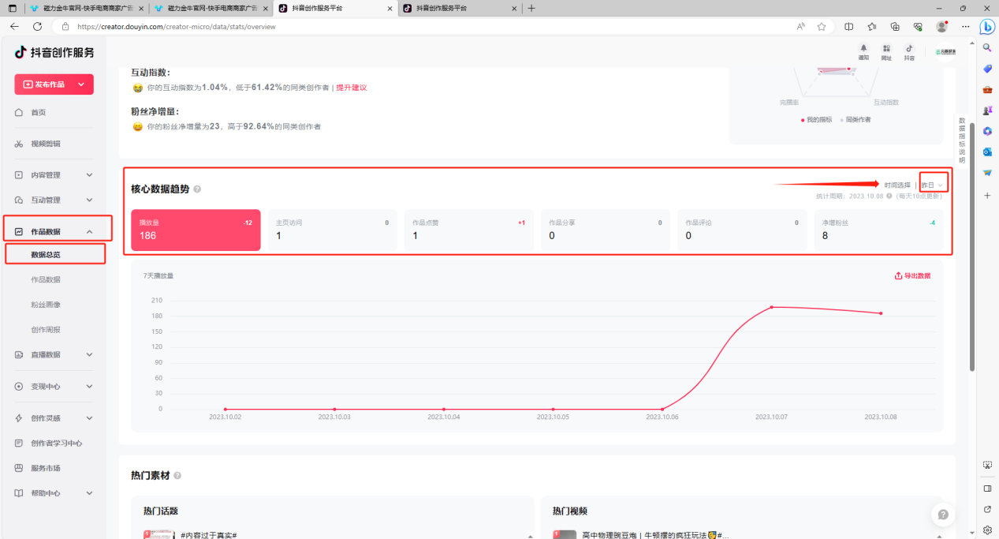 磁力金牛官网-快手电商商家广告
磁力金牛官网-快手电商商家广告
抖音创作服务平台
抖音创作服务平台
https://creator.douyin.com/creator-micro/data/stats/overview
抖音创作服务
发布作品
首页
视频剪辑
内容管理
互动管理
作品数据
数据总览
作品数据
粉丝画像
创作周报
直播数据
变现中心
创作灵感
创作者学习中心
服务市场
帮助中心
通知
网址
抖音
互动指数:
你的互动指数为1.04%，低于61.42%的同类创作者 | 提升建议
粉丝净增量:
你的粉丝净增量为23，高于92.64%的同类创作者
完播率
互动指数
我的指标
同类作者
数据指标说明
核心数据趋势
时间选择 | 昨日
统计周期：2023.10.08 （每天10点更新）
播放量 -12
186
主页访问 0
1
作品点赞 +1
1
作品分享 0
0
作品评论 0
0
净增粉丝 -4
8
7天播放量
导出数据
210
180
150
120
90
60
30
0
2023.10.02 2023.10.03 2023.10.04 2023.10.05 2023.10.06 2023.10.07 2023.10.08
热门素材
热门话题
1
#内容过于真实#
热门视频
1
高中物理豌豆炮 | 牛顿摆的疯狂玩法 #...